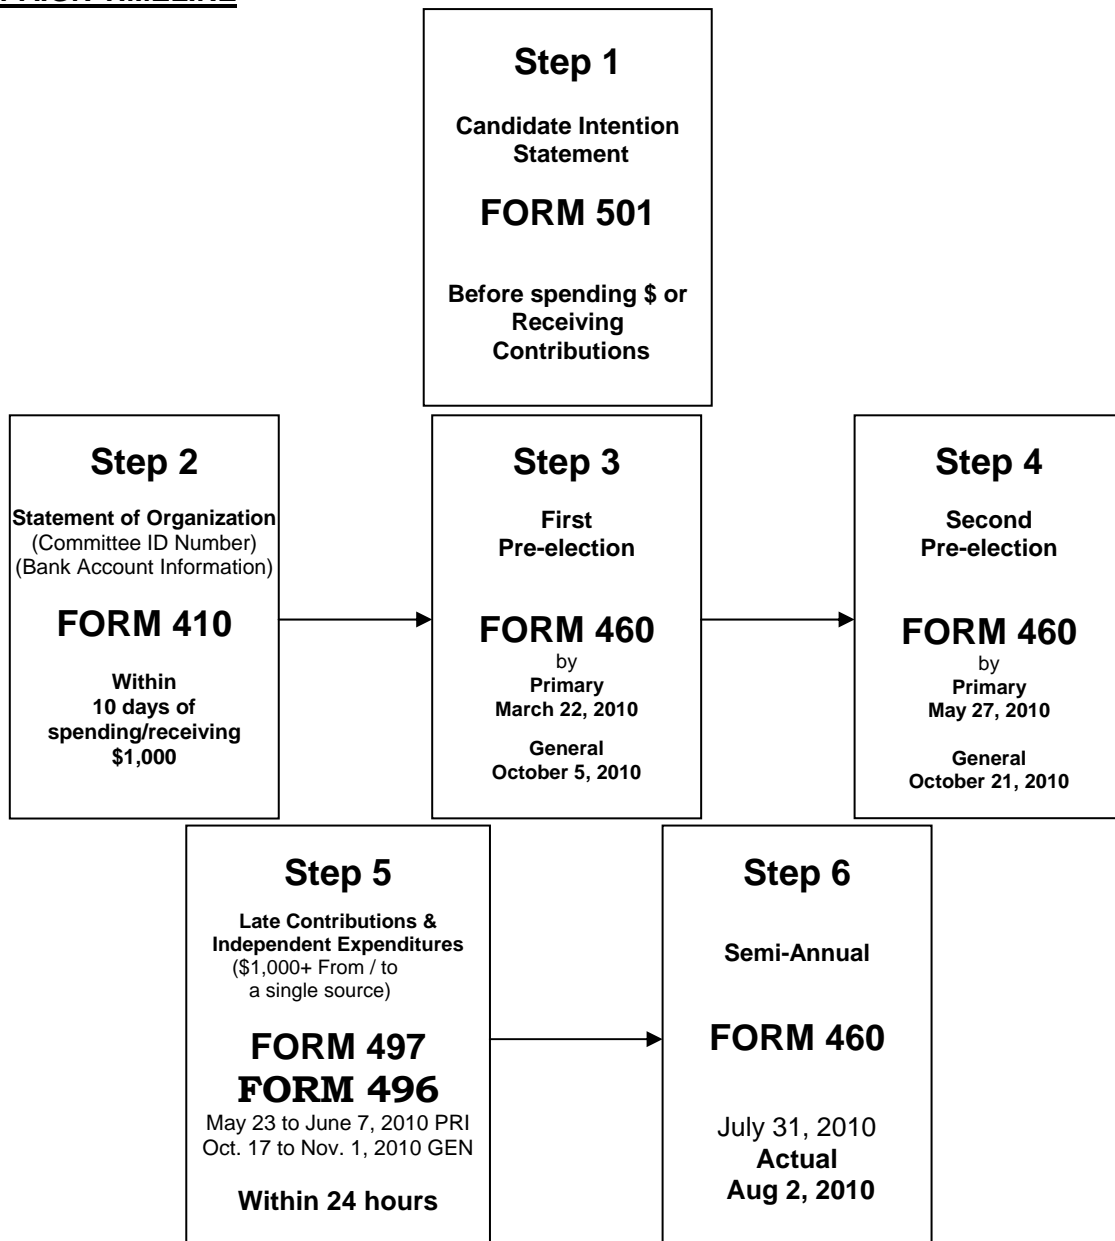 TIMELINE
Step 1
Candidate Intention
Statement
FORM 501
Before spending $ or
Receiving
Contributions
Step 2
Statement of Organization
(Committee ID Number)
(Bank Account Information)
FORM 410
Within
10 days of
spending/receiving
$1,000
Step 3
First
Pre-election
FORM 460
by
Primary
March 22, 2010
General
October 5, 2010
Step 4
Second
Pre-election
FORM 460
by
Primary
May 27, 2010
General
October 21, 2010
Step 5
Late Contributions &
Independent Expenditures
($1,000+ From / to
a single source)
FORM 497
FORM 496
May 23 to June 7, 2010 PRI
Oct. 17 to Nov. 1, 2010 GEN
Within 24 hours
Step 6
Semi-Annual
FORM 460
July 31, 2010
Actual
Aug 2, 2010